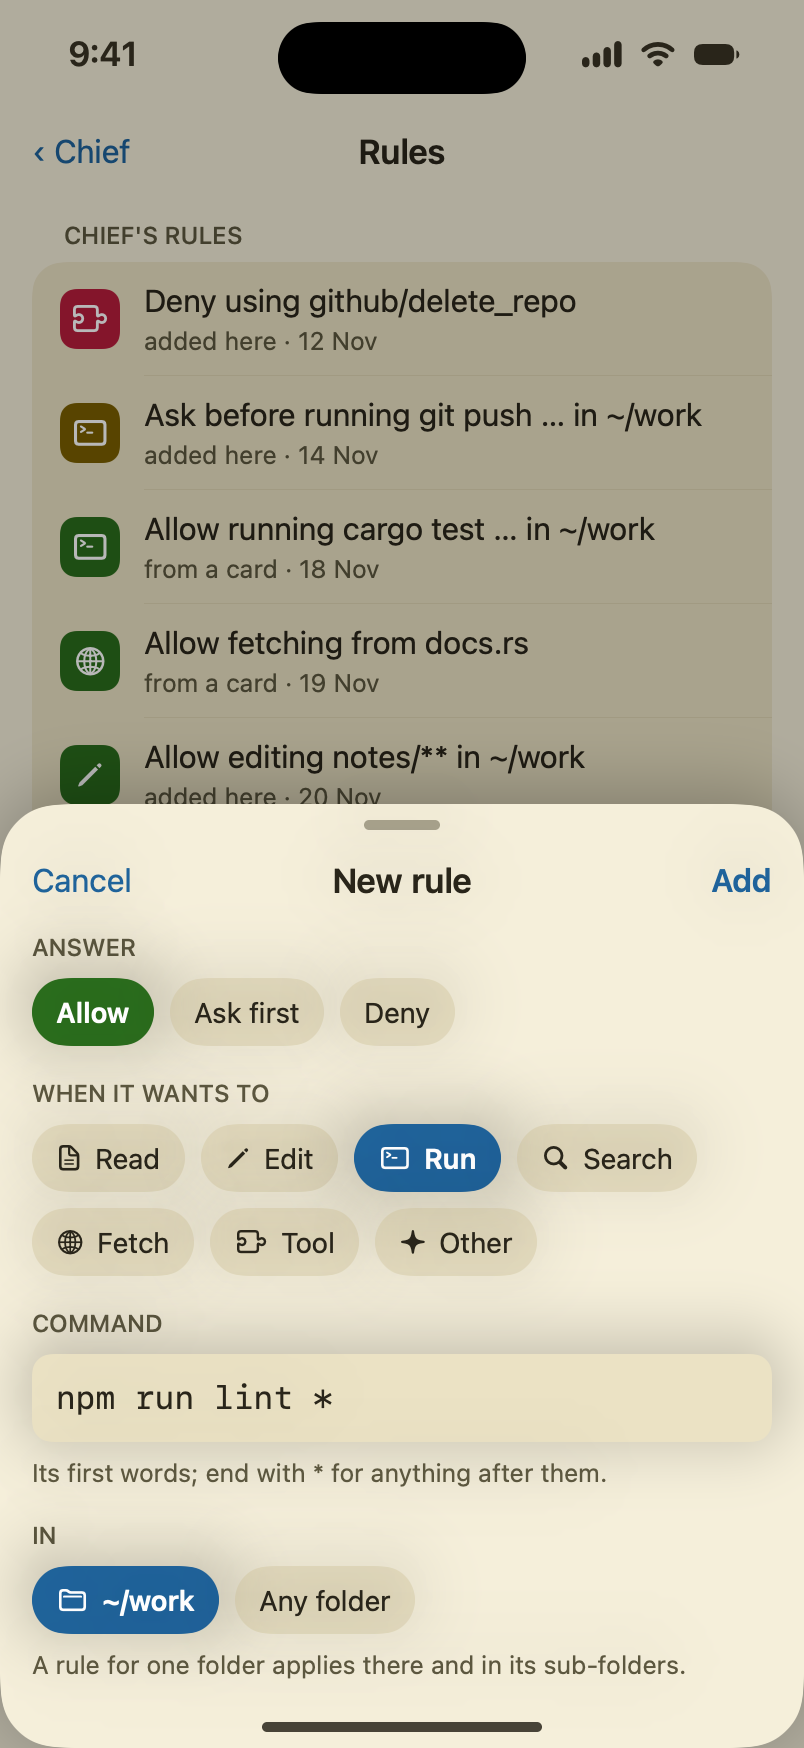 9:41
‹ Chief
Rules
CHIEF'S RULES
Deny using github/delete_repo
added here · 12 Nov
Ask before running git push ... in ~/work
added here · 14 Nov
Allow running cargo test ... in ~/work
from a card · 18 Nov
Allow fetching from docs.rs
from a card · 19 Nov
Allow editing notes/** in ~/work
added here · 20 Nov
Cancel
New rule
Add
ANSWER
Allow
Ask first
Deny
WHEN IT WANTS TO
Read
Edit
Run
Search
Fetch
Tool
Other
COMMAND
npm run lint *
Its first words; end with * for anything after them.
IN
~/work
Any folder
A rule for one folder applies there and in its sub-folders.